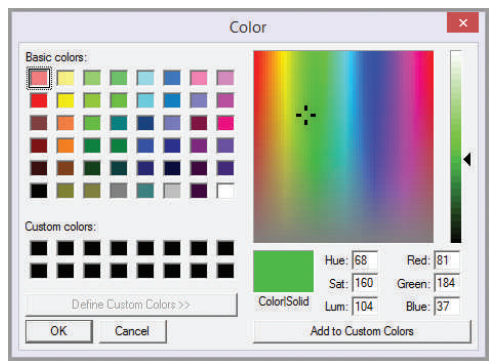 Color
Basic colors:
Custom colors:
Define Custom Colors >>
OK Cancel
Hue: 68 Red: 81
Sat: 160 Green: 184
Color|Solid Lum: 104 Blue: 37
Add to Custom Colors